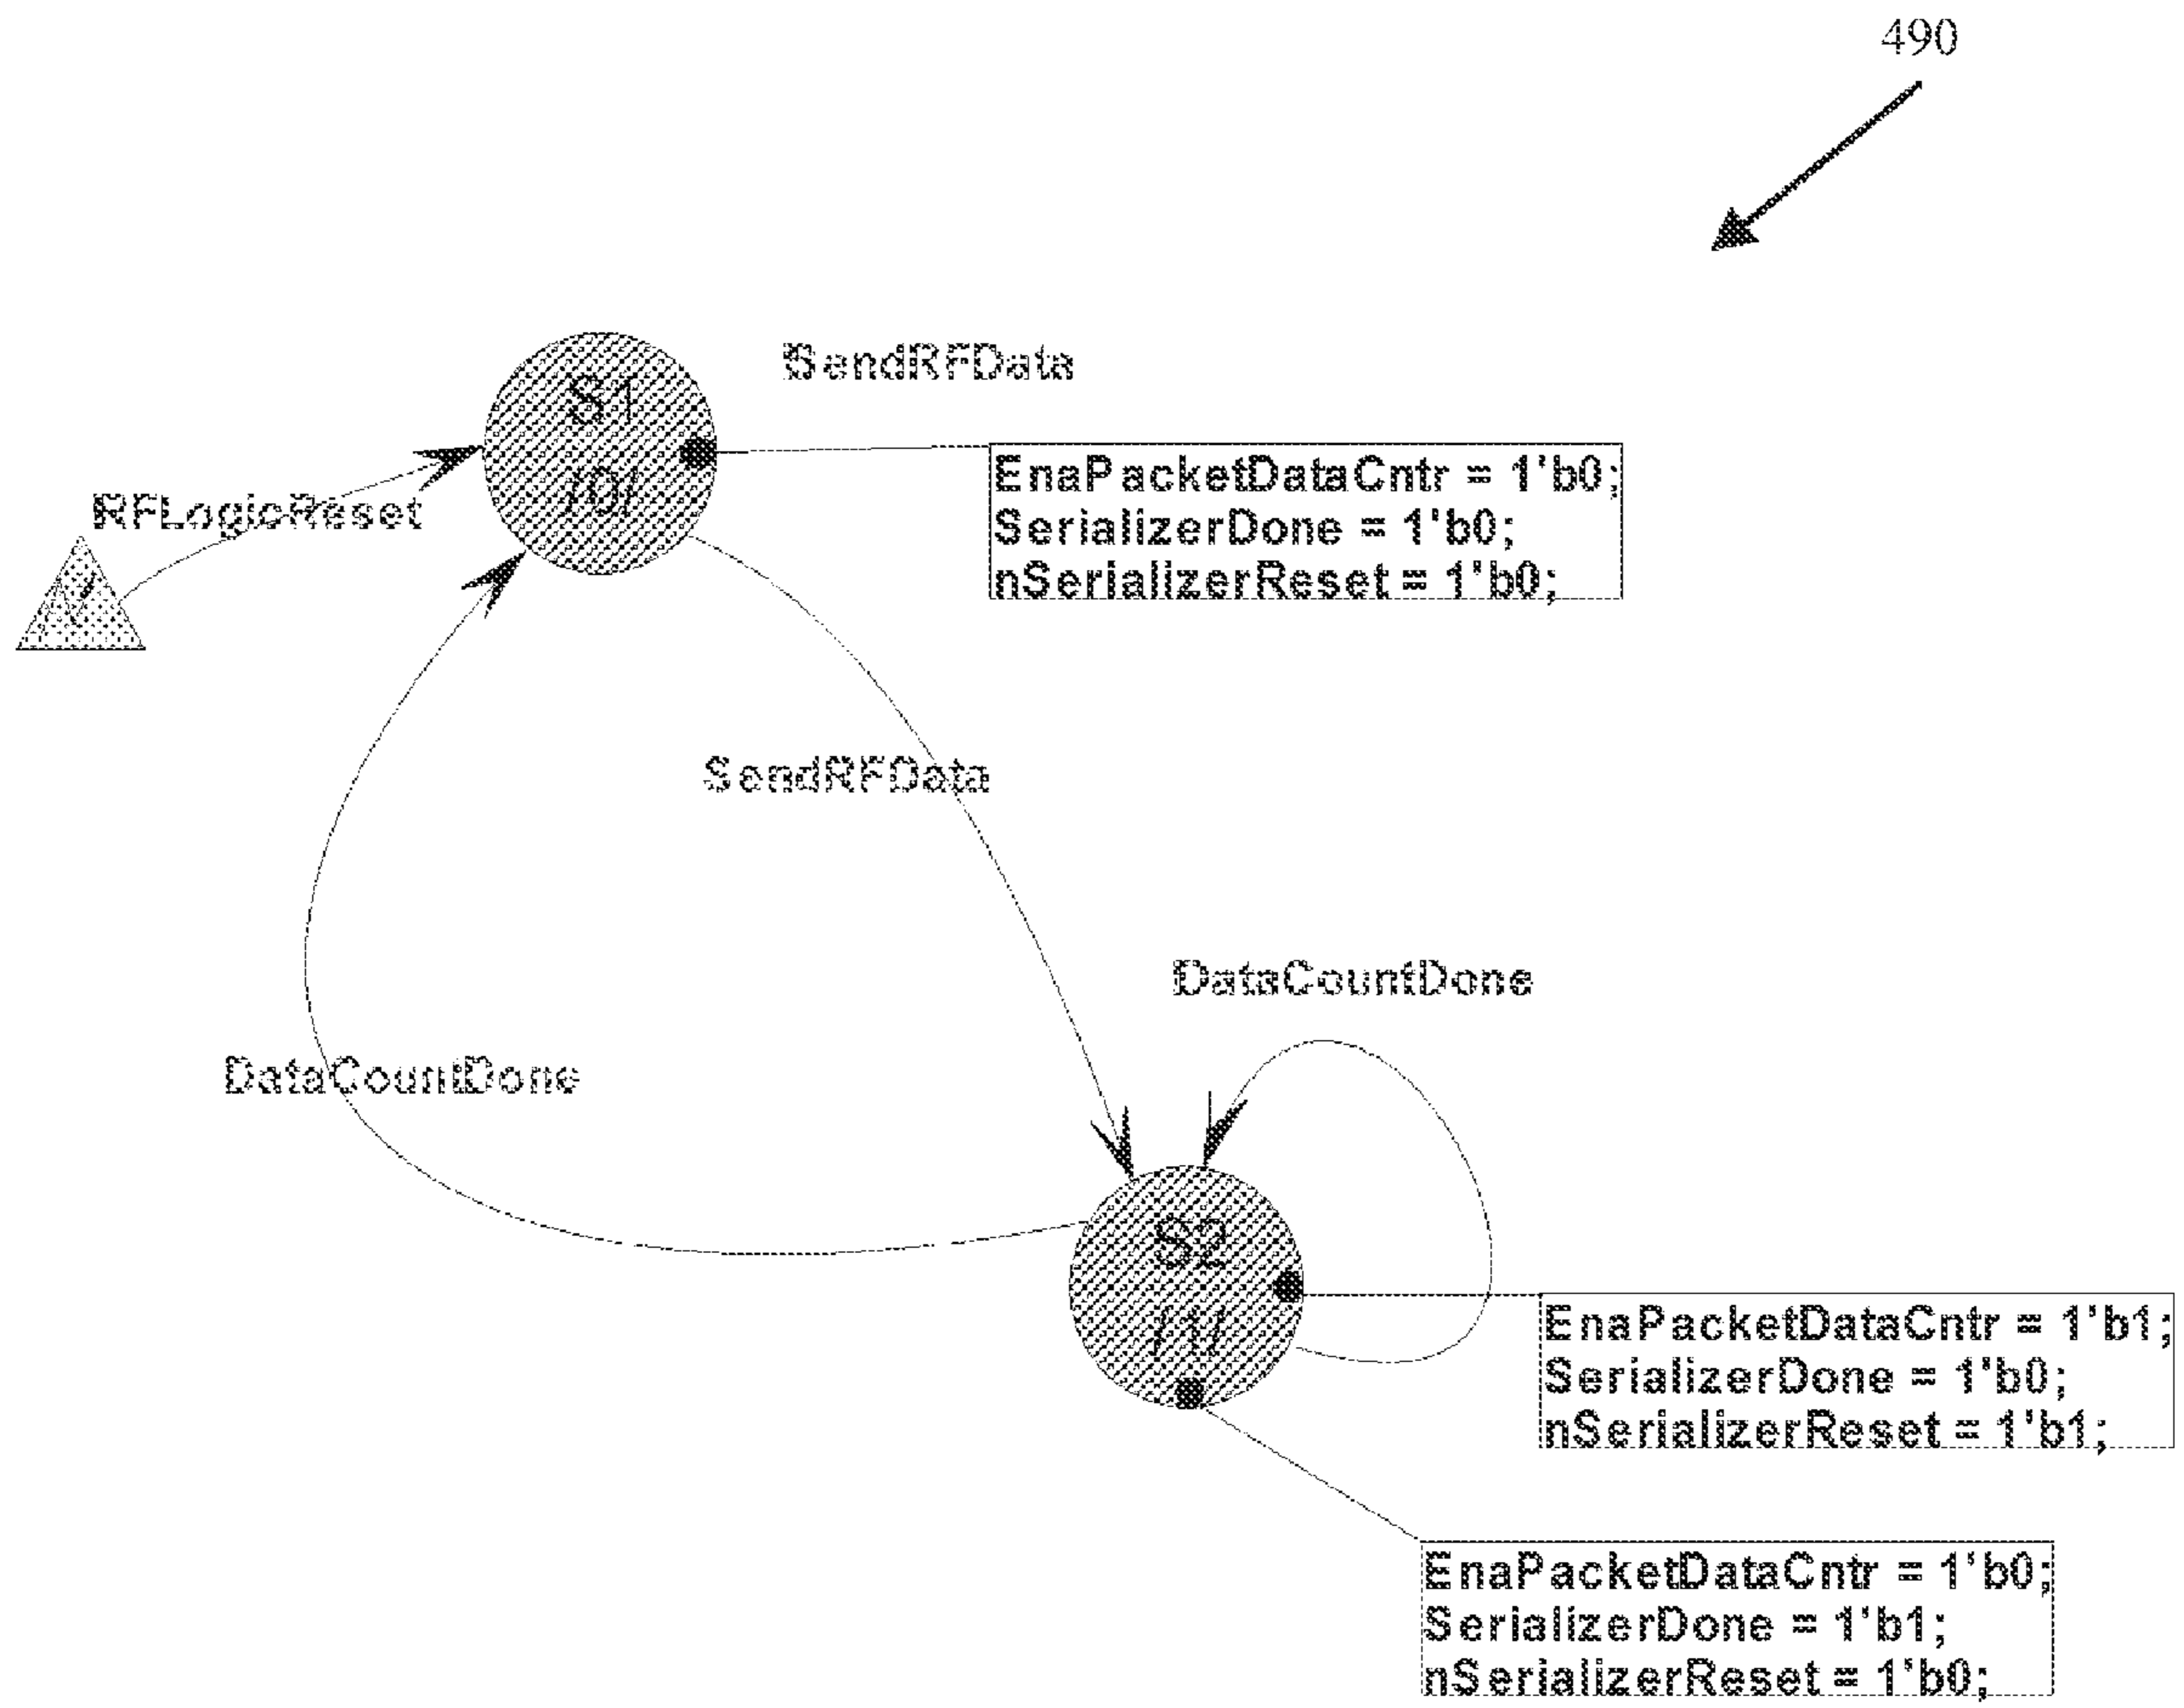 490
SendRFData
S1
/0/
EnaPacketDataCntr = 1'b0;
SerializerDone = 1'b0;
nSerializerReset = 1'b0;
RFLogicReset
SendRFData
DataCountDone
DataCountDone
S2
/1/
EnaPacketDataCntr = 1'b1;
SerializerDone = 1'b0;
nSerializerReset = 1'b1;
EnaPacketDataCntr = 1'b0;
SerializerDone = 1'b1;
nSerializerReset = 1'b0;